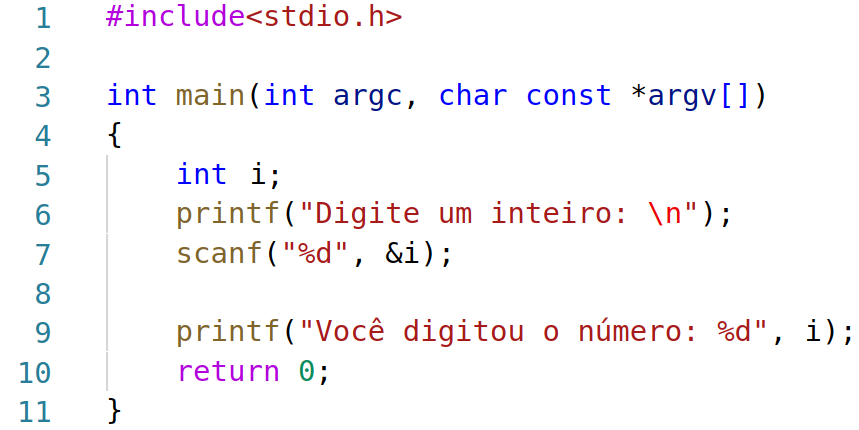 1 #include<stdio.h>
2
3 int main(int argc, char const *argv[])
4 {
5     int i;
6     printf("Digite um inteiro: \n");
7     scanf("%d", &i);
8
9     printf("Você digitou o número: %d", i);
10     return 0;
11 }